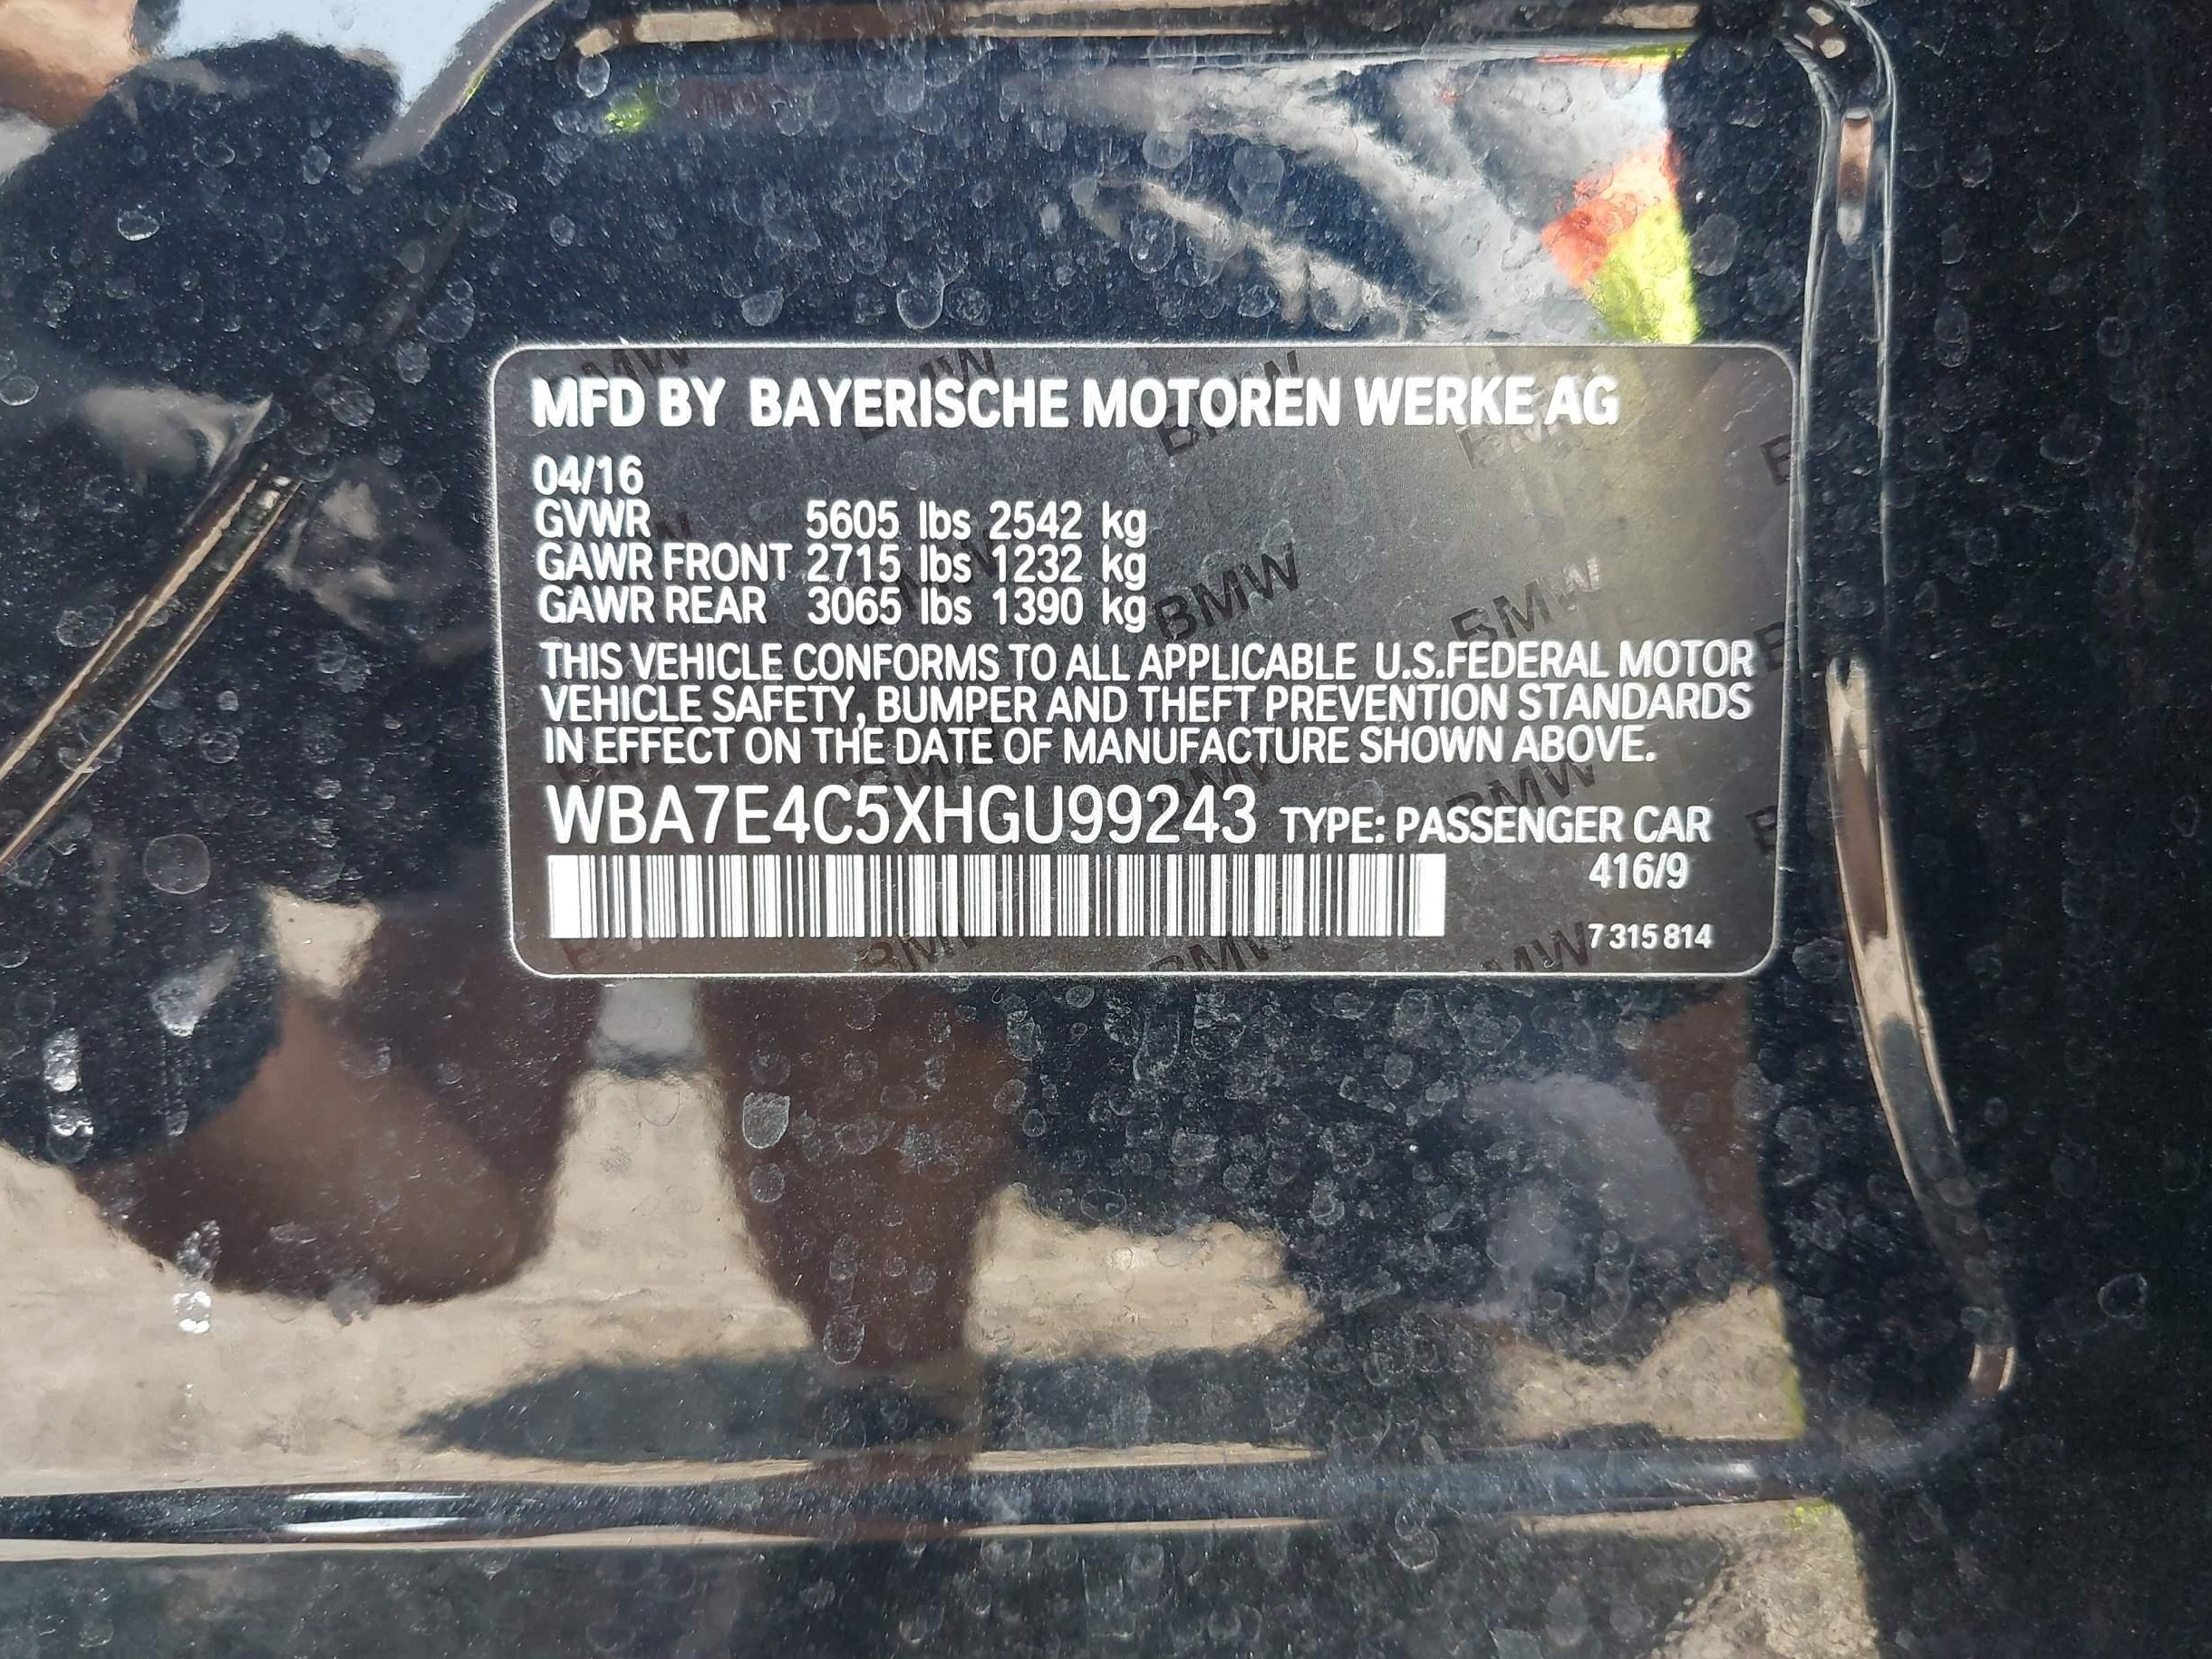 MFD BY BAYERISCHE MOTOREN WERKE AG
04/16
GVWR 5605 lbs 2542 kg
GAWR FRONT 2715 lbs 1232 kg
GAWR REAR 3065 lbs 1390 kg
THIS VEHICLE CONFORMS TO ALL APPLICABLE U.S.FEDERAL MOTOR
VEHICLE SAFETY, BUMPER AND THEFT PREVENTION STANDARDS
IN EFFECT ON THE DATE OF MANUFACTURE SHOWN ABOVE.
WBA7E4C5XHGU99243 TYPE: PASSENGER CAR
416/9
7 315 814